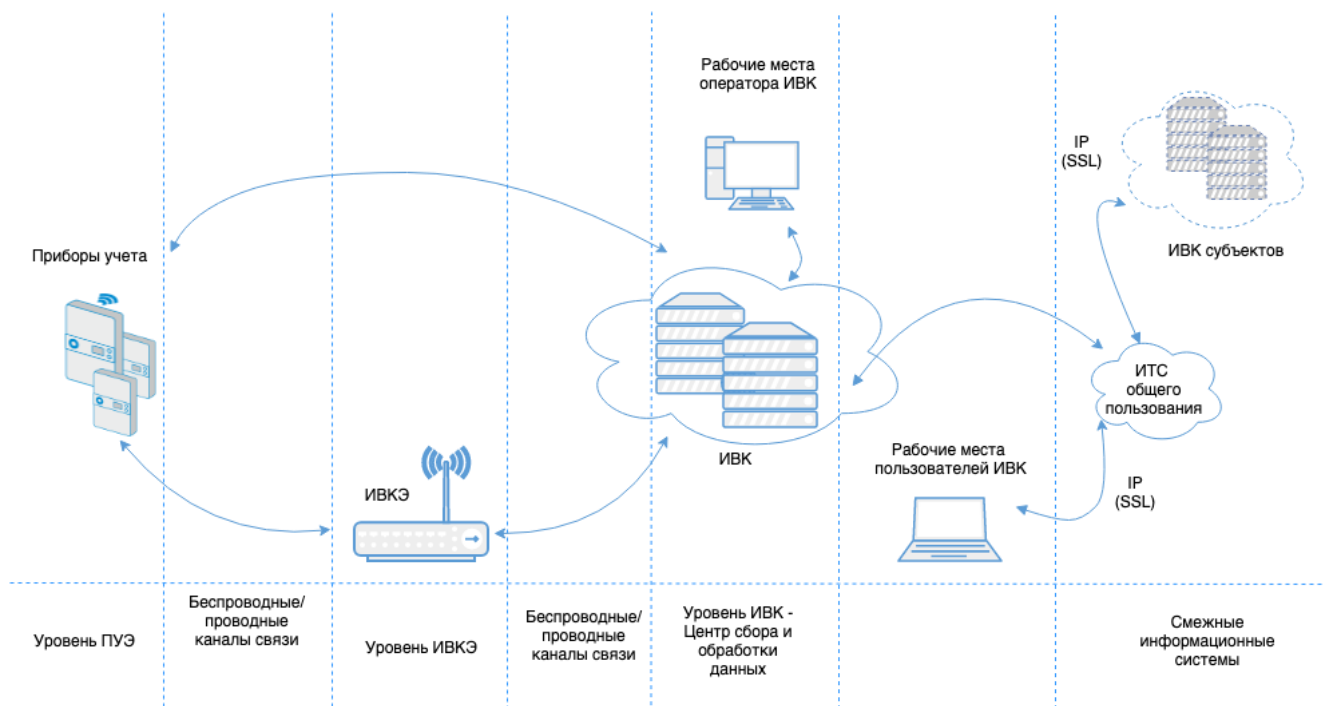 Рабочие места
оператора ИВК
IP
(SSL)
ИВК субъектов
Приборы учета
ИТС
общего
пользования
ИВК
Рабочие места
пользователей ИВК
ИВКЭ
IP
(SSL)
Уровень ПУЭ
Беспроводные/
проводные
каналы связи
Уровень ИВКЭ
Беспроводные/
проводные
каналы связи
Уровень ИВК -
Центр сбора и
обработки
данных
Смежные
информационные
системы